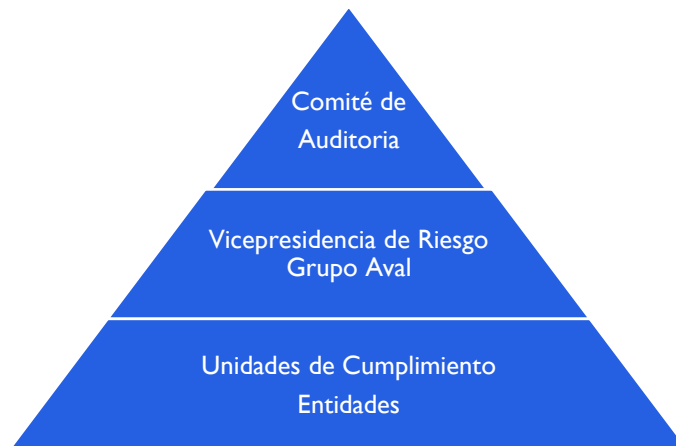 Comité de
Auditoria
Vicepresidencia de Riesgo
Grupo Aval
Unidades de Cumplimiento
Entidades